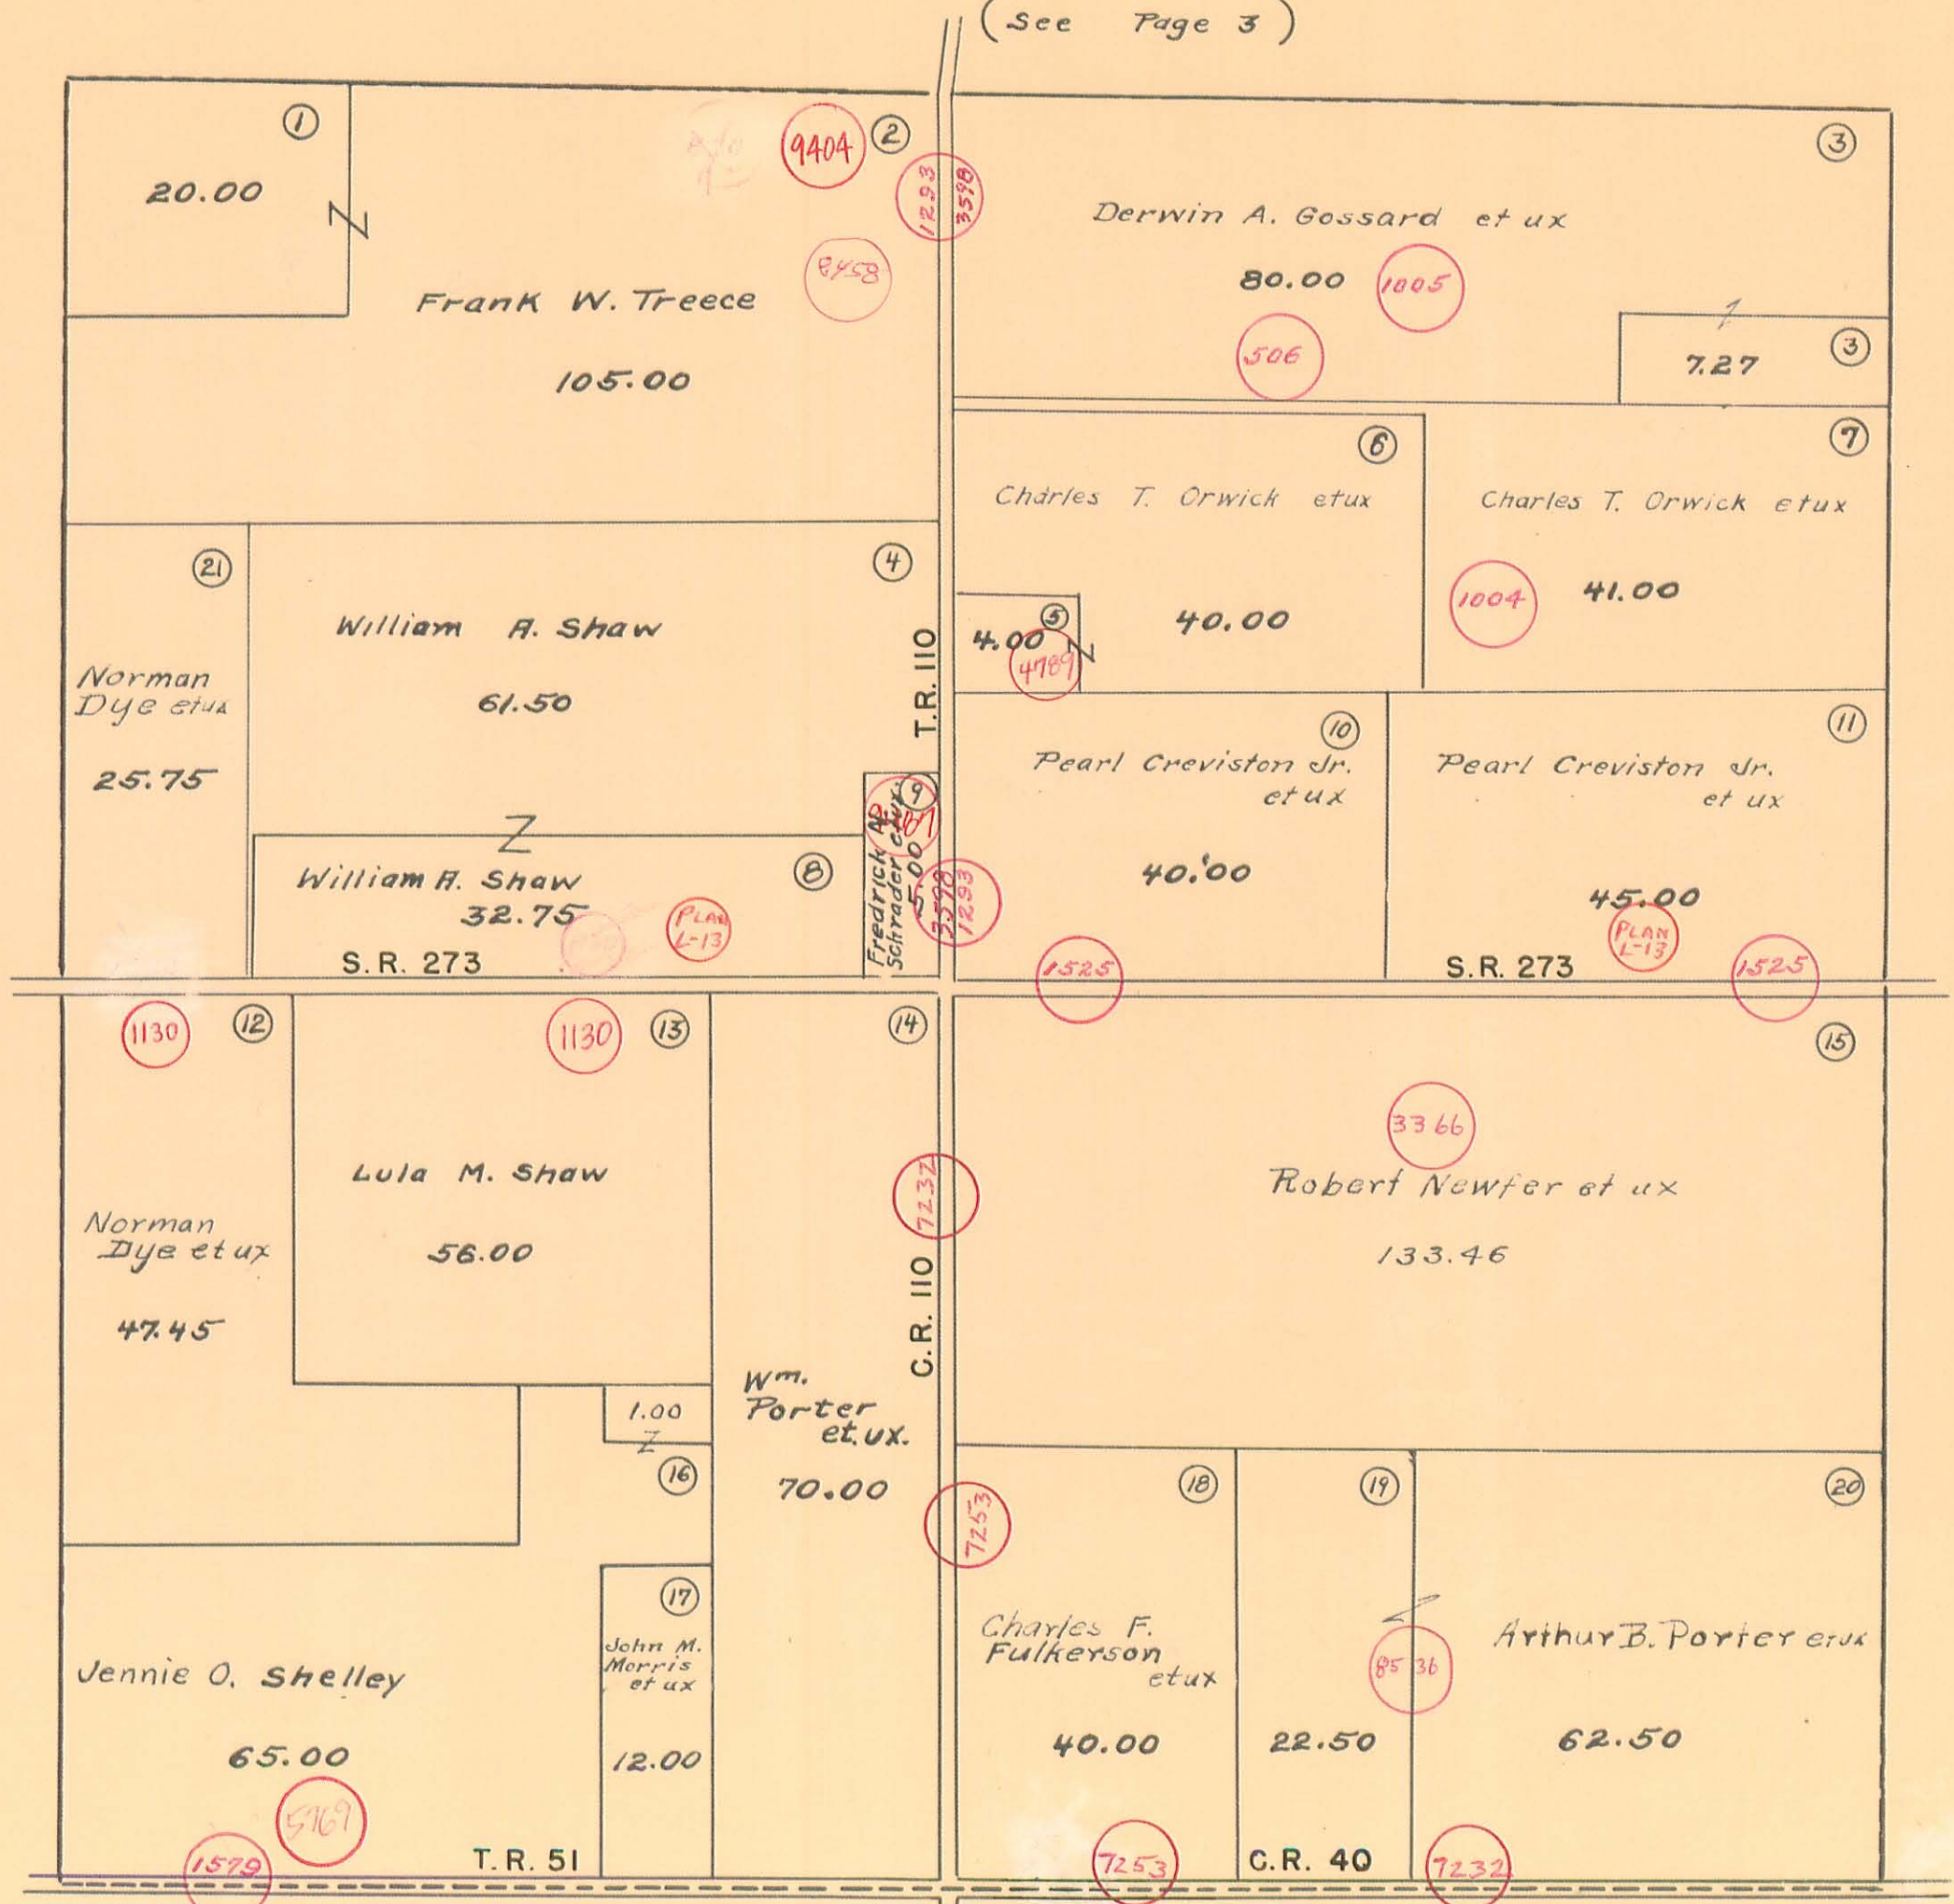 (See Page 3)
1
20.00
9404
2
8458
Frank W. Treece
105.00
1293
3598
3
Derwin A. Gossard et ux
80.00
1005
506
3
7.27
6
Charles T. Orwick etux
40.00
5
4.00
4789
7
Charles T. Orwick etux
1004
41.00
21
Norman
Dye etux
25.75
4
William A. Shaw
61.50
T.R. 110
8
William A. Shaw
32.75
PLAN
L-13
S.R. 273
9
Fredrick
Schrader etux
5.00
3598
1293
10
Pearl Creviston Jr.
et ux
40.00
1525
11
Pearl Creviston Jr.
et ux
45.00
PLAN
L-13
S.R. 273
1525
1130
12
Norman
Dye et ux
47.45
1130
13
Lula M. Shaw
56.00
14
7232
C.R. 110
Wm.
Porter
et.ux.
70.00
15
3366
Robert Newfer et ux
133.46
1.00
16
Jennie O. Shelley
65.00
5969
1579
T.R. 51
17
John M.
Morris
et ux
12.00
7253
18
Charles F.
Fulkerson
etux
40.00
7253
19
22.50
C.R. 40
8536
20
Arthur B. Porter etux
62.50
7232